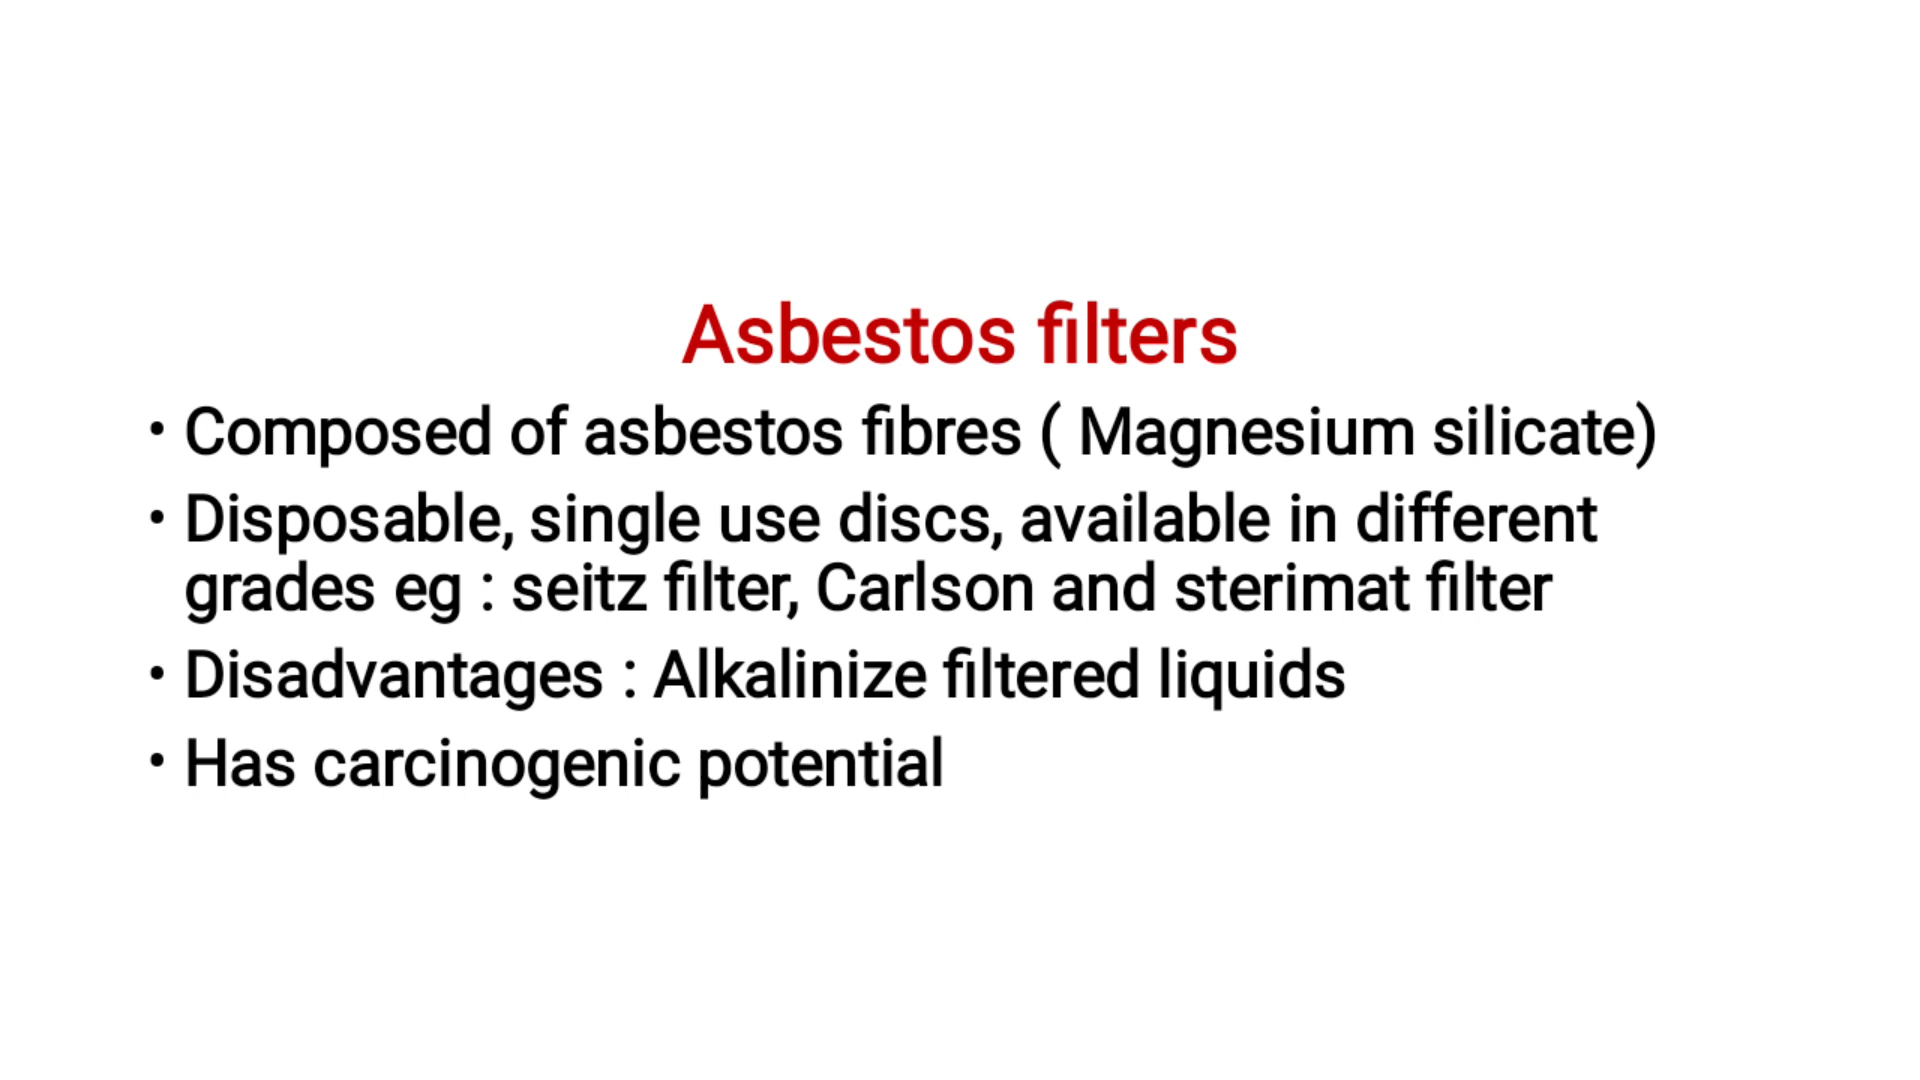 Asbestos filters
• Composed of asbestos fibres ( Magnesium silicate)
• Disposable, single use discs, available in different
grades eg : seitz filter, Carlson and sterimat filter
• Disadvantages : Alkalinize filtered liquids
• Has carcinogenic potential